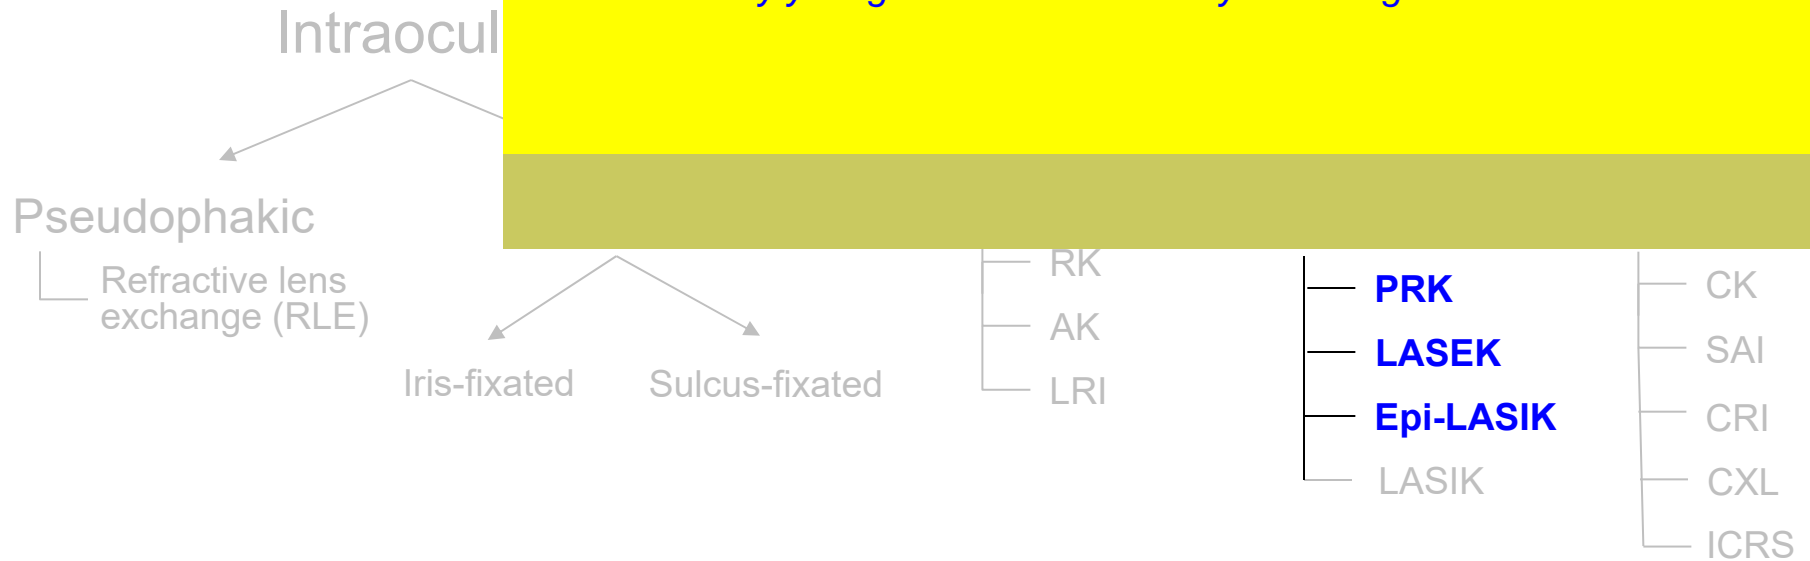 Intraocul
Pseudophakic
Refractive lens
exchange (RLE)
Iris-fixated
Sulcus-fixated
RK
AK
LRI
PRK
LASEK
Epi-LASIK
LASIK
CK
SAI
CRI
CXL
ICRS